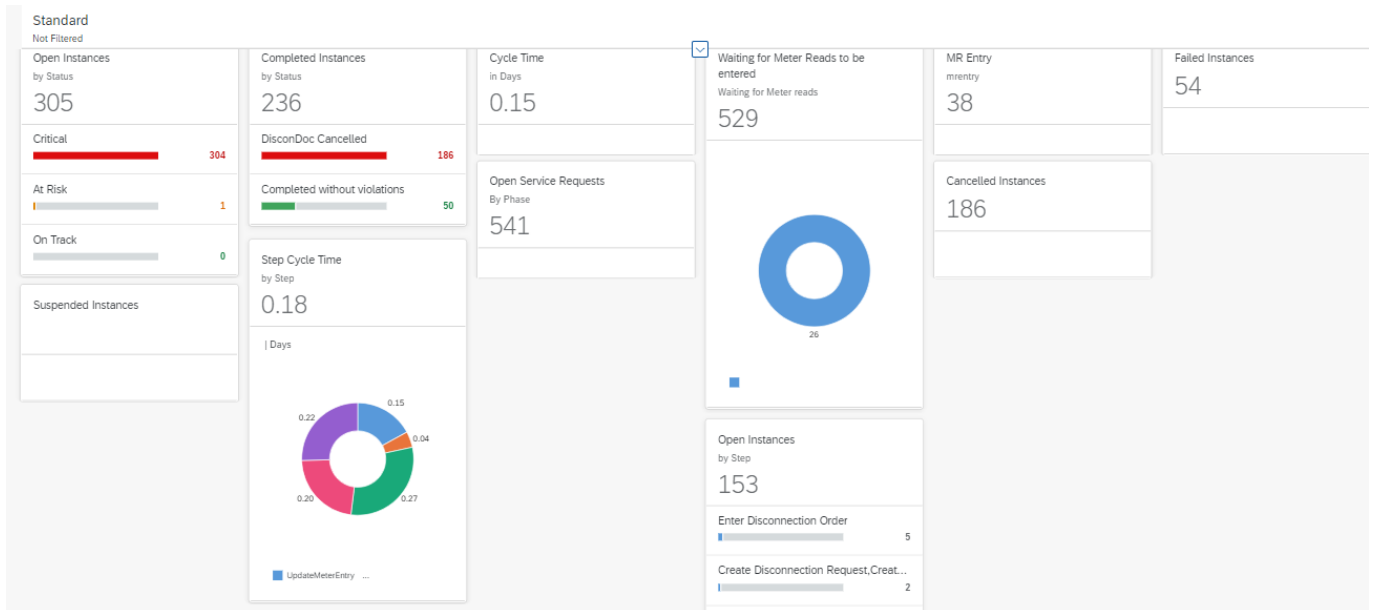 Standard
Not Filtered
Open Instances
by Status
305
Critical
304
At Risk
1
On Track
0
Suspended Instances
Completed Instances
by Status
236
DisconDoc Cancelled
186
Completed without violations
50
Step Cycle Time
by Step
0.18
| Days
0.15
0.22
0.04
0.20
0.27
UpdateMeterEntry ...
Cycle Time
in Days
0.15
Open Service Requests
By Phase
541
Waiting for Meter Reads to be
entered
Waiting for Meter reads
529
26
Open Instances
by Step
153
Enter Disconnection Order
5
Create Disconnection Request,Creat...
2
MR Entry
mrentry
38
Cancelled Instances
186
Failed Instances
54